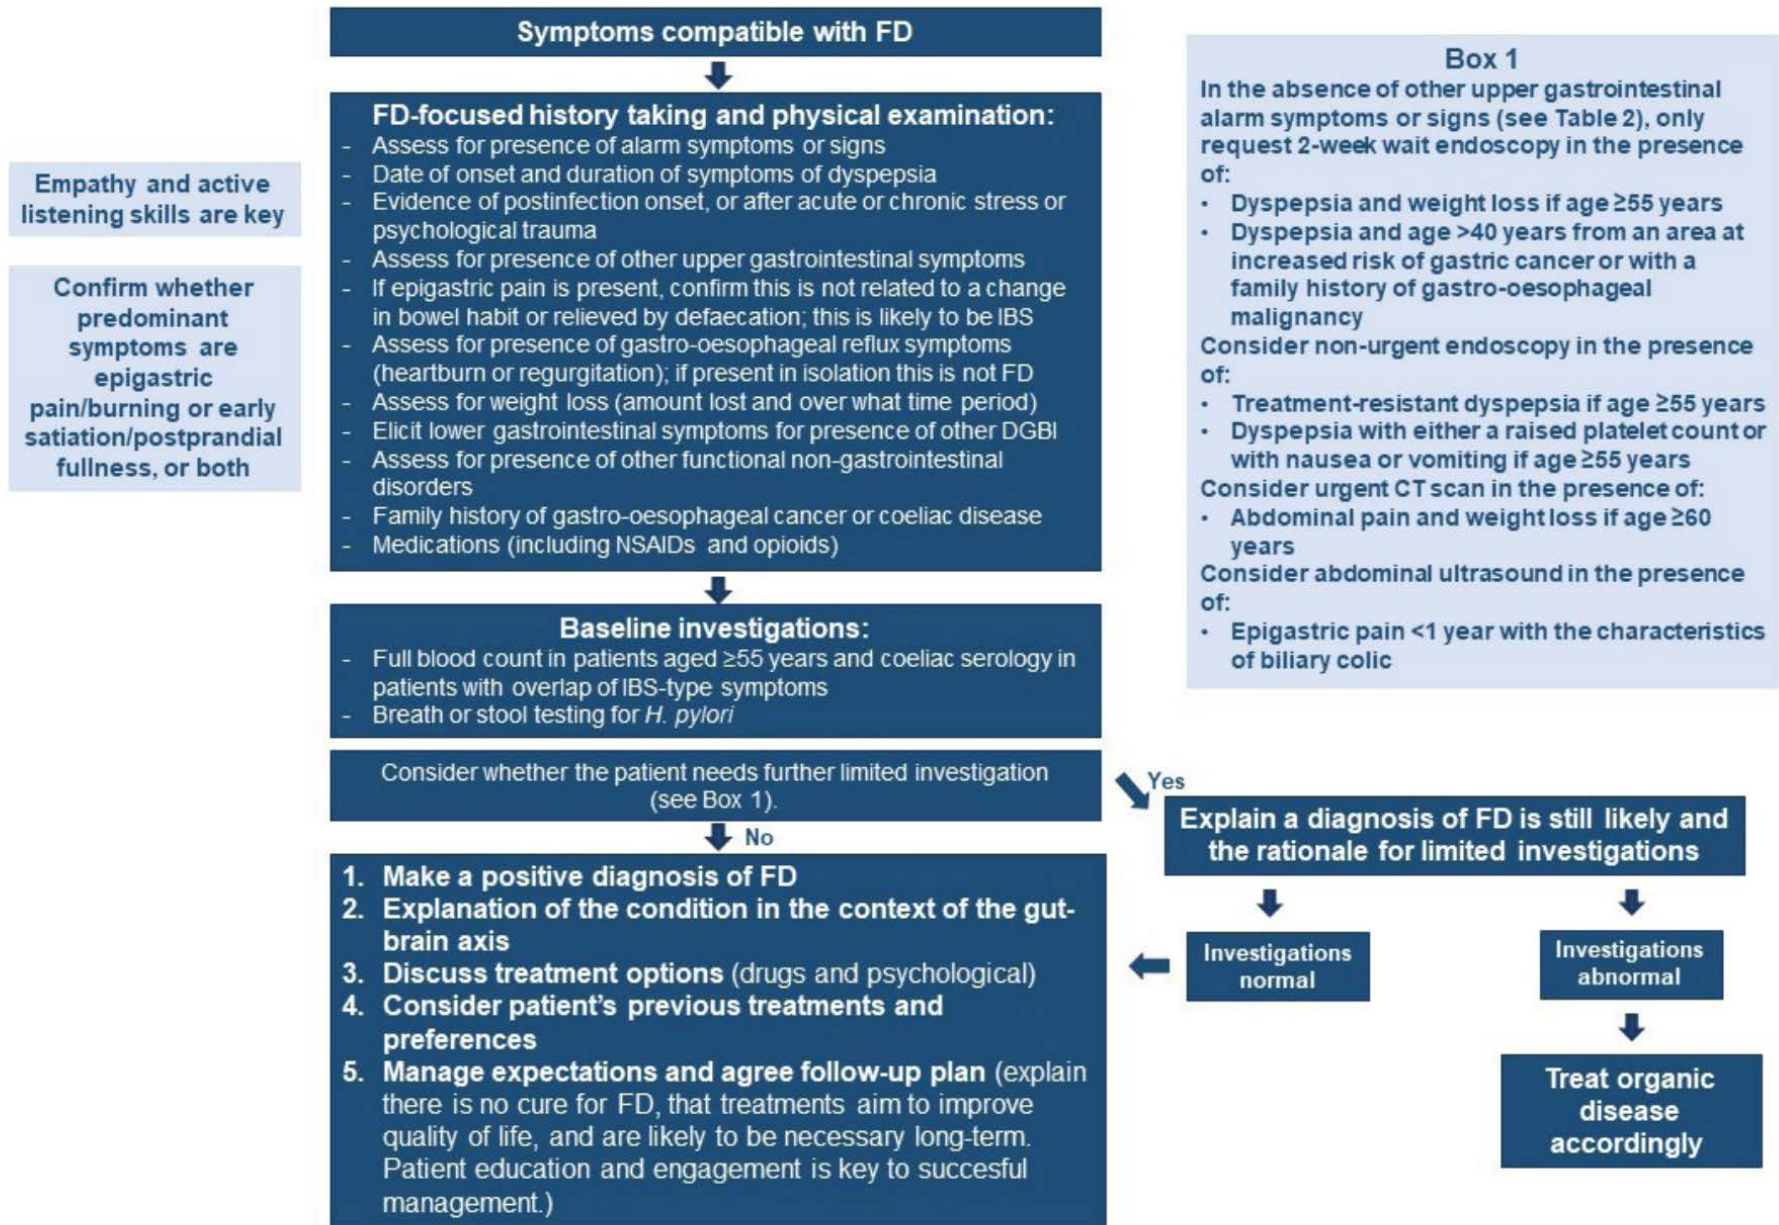 Symptoms compatible with FD
FD-focused history taking and physical examination:
- Assess for presence of alarm symptoms or signs
- Date of onset and duration of symptoms of dyspepsia
- Evidence of postinfection onset, or after acute or chronic stress or
psychological trauma
- Assess for presence of other upper gastrointestinal symptoms
- If epigastric pain is present, confirm this is not related to a change
in bowel habit or relieved by defaecation; this is likely to be IBS
- Assess for presence of gastro-oesophageal reflux symptoms
(heartburn or regurgitation); if present in isolation this is not FD
- Assess for weight loss (amount lost and over what time period)
- Elicit lower gastrointestinal symptoms for presence of other DGBI
- Assess for presence of other functional non-gastrointestinal
disorders
- Family history of gastro-oesophageal cancer or coeliac disease
- Medications (including NSAIDs and opioids)
Empathy and active
listening skills are key
Confirm whether
predominant
symptoms are
epigastric
pain/burning or early
satiation/postprandial
fullness, or both
Baseline investigations:
- Full blood count in patients aged ≥55 years and coeliac serology in
patients with overlap of IBS-type symptoms
- Breath or stool testing for H. pylori
Consider whether the patient needs further limited investigation
(see Box 1).
Yes
No
1. Make a positive diagnosis of FD
2. Explanation of the condition in the context of the gut-
brain axis
3. Discuss treatment options (drugs and psychological)
4. Consider patient's previous treatments and
preferences
5. Manage expectations and agree follow-up plan (explain
there is no cure for FD, that treatments aim to improve
quality of life, and are likely to be necessary long-term.
Patient education and engagement is key to succesful
management.)
Box 1
In the absence of other upper gastrointestinal
alarm symptoms or signs (see Table 2), only
request 2-week wait endoscopy in the presence
of:
• Dyspepsia and weight loss if age ≥55 years
• Dyspepsia and age >40 years from an area at
increased risk of gastric cancer or with a
family history of gastro-oesophageal
malignancy
Consider non-urgent endoscopy in the presence
of:
• Treatment-resistant dyspepsia if age ≥55 years
• Dyspepsia with either a raised platelet count or
with nausea or vomiting if age ≥55 years
Consider urgent CT scan in the presence of:
• Abdominal pain and weight loss if age ≥60
years
Consider abdominal ultrasound in the presence
of:
• Epigastric pain <1 year with the characteristics
of biliary colic
Explain a diagnosis of FD is still likely and
the rationale for limited investigations
Investigations
normal
Investigations
abnormal
Treat organic
disease
accordingly